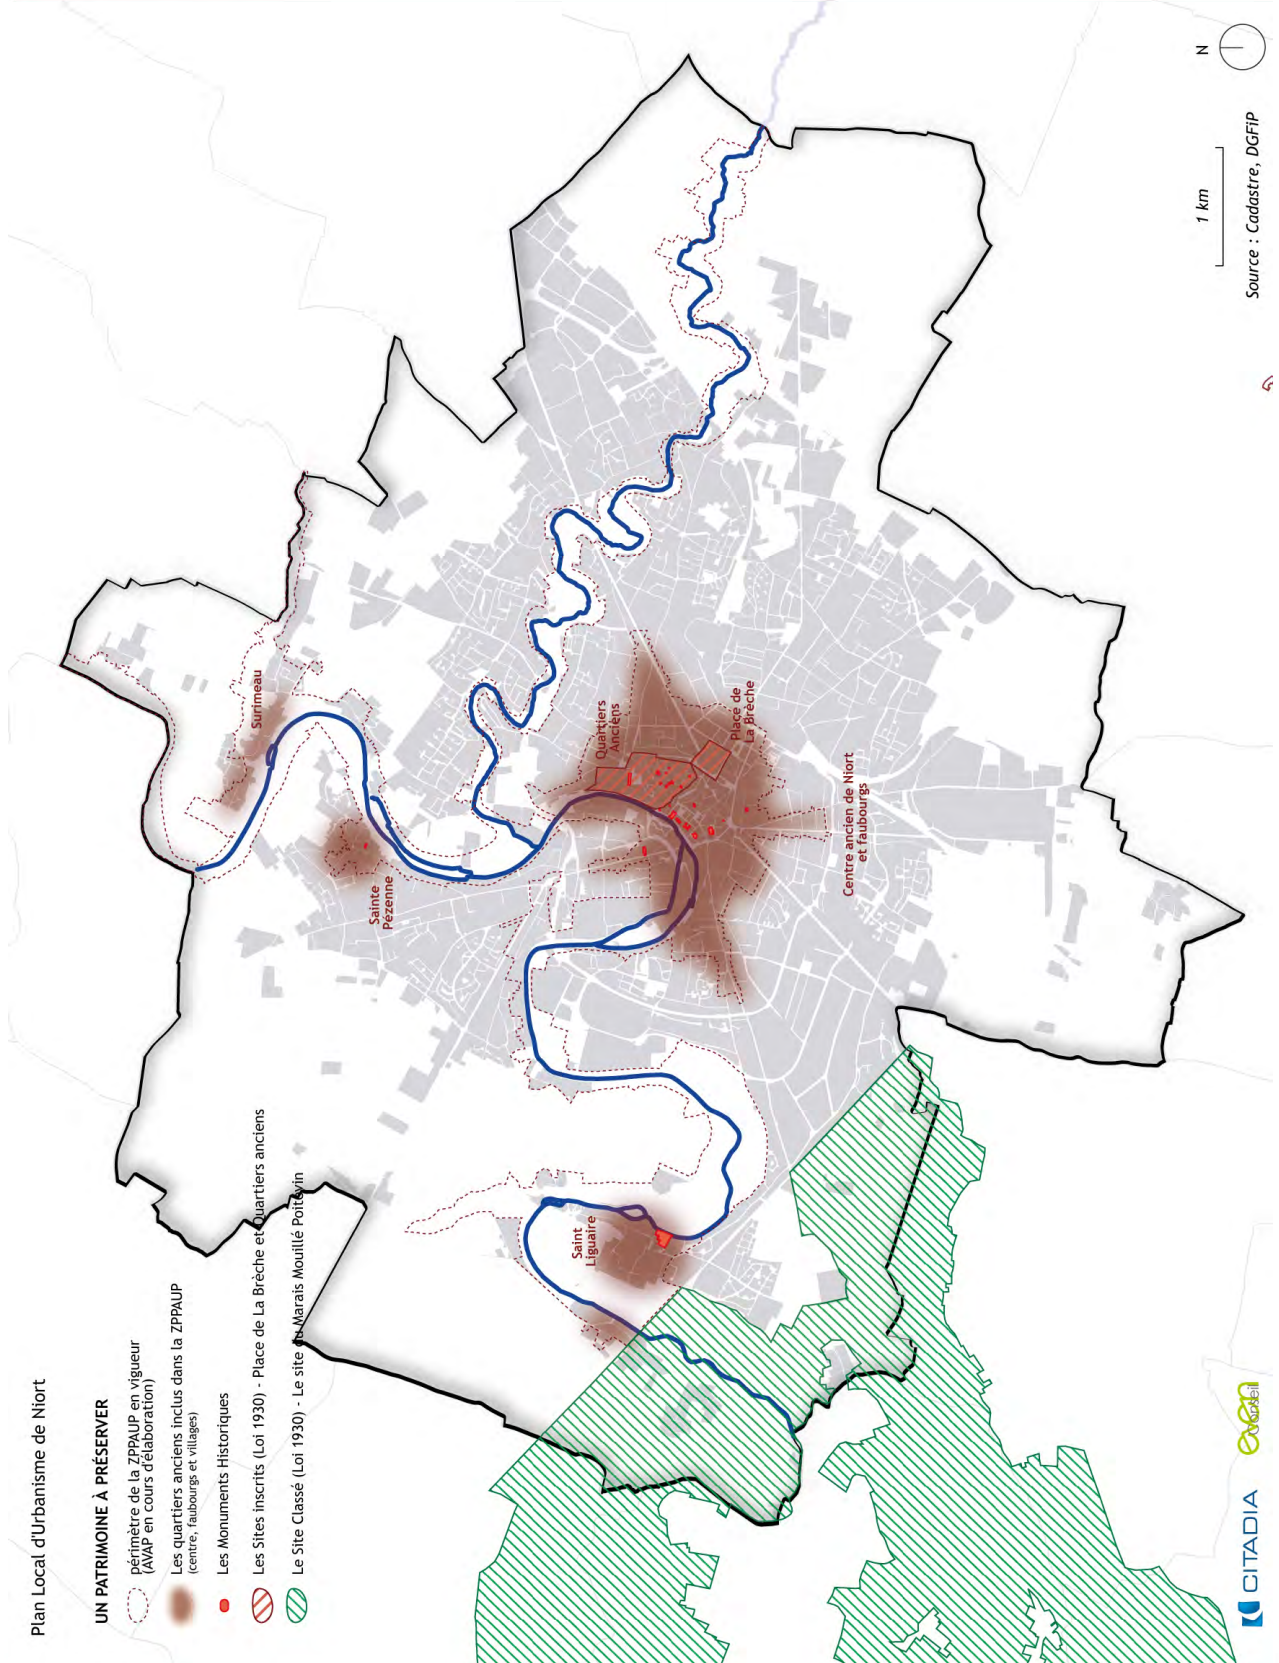 Plan Local d'Urbanisme de Niort
UN PATRIMOINE À PRÉSERVER
périmètre de la ZPPAUP en vigueur
(AVAP en cours d'élaboration)
Les quartiers anciens inclus dans la ZPPAUP
(centre, faubourgs et villages)
Les Monuments Historiques
Les Sites inscrits (Loi 1930) - Place de La Brèche et Quartiers anciens
Le Site Classé (Loi 1930) - Le site du Marais Mouillé Poitevin
Surimeau
Sainte
Pézenne
Quartiers
Anciens
Place de
La Brèche
Centre ancien de Niort
et faubourgs
Saint
Liguaire
N
1 km
Source : Cadastre, DGFiP
CITADIA
even
conseil